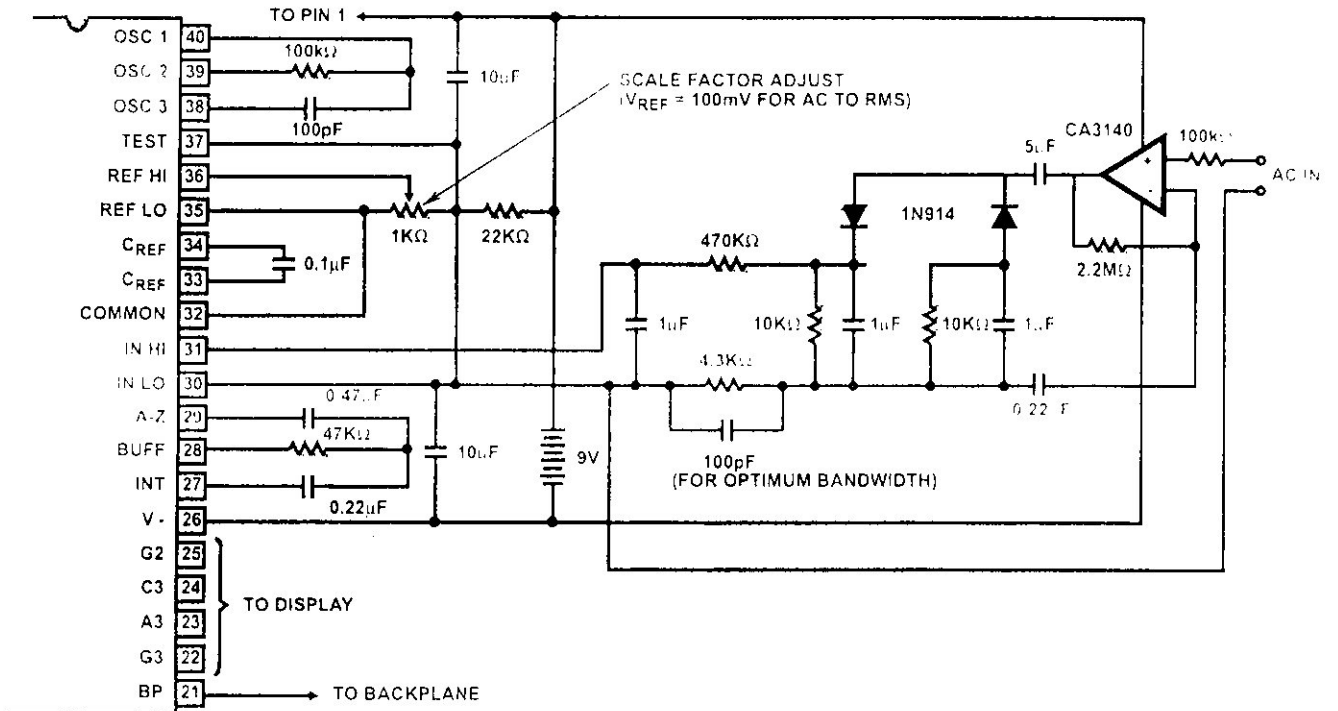 TO PIN 1
OSC 1 40
100kΩ
OSC 2 39
OSC 3 38
100pF
TEST 37
REF HI 36
REF LO 35
1KΩ
22KΩ
CREF 34
0.1µF
CREF 33
COMMON 32
IN HI 31
IN LO 30
0.47µF
A-Z 29
47KΩ
BUFF 28
INT 27
0.22µF
V - 26
G2 25
C3 24
A3 23
G3 22
TO DISPLAY
BP 21
TO BACKPLANE
10µF
SCALE FACTOR ADJUST
(VREF = 100mV FOR AC TO RMS)
CA3140
100kΩ
5µF
+
-
AC IN
1N914
2.2MΩ
470KΩ
1µF
10KΩ
1µF
10KΩ
1µF
4.3KΩ
0.22µF
100pF
(FOR OPTIMUM BANDWIDTH)
10µF
9V